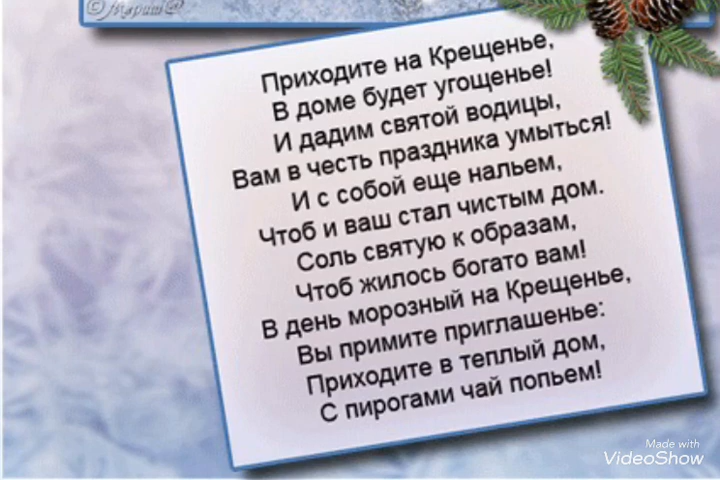 Приходите на Крещенье,
В доме будет угощенье!
И дадим святой водицы,
Вам в честь праздника умыться!
И с собой еще нальем,
Чтоб и ваш стал чистым дом.
Соль святую к образам,
Чтоб жилось богато вам!
В день морозный на Крещенье,
Вы примите приглашенье:
Приходите в теплый дом,
С пирогами чай попьем!
Made with
VideoShow